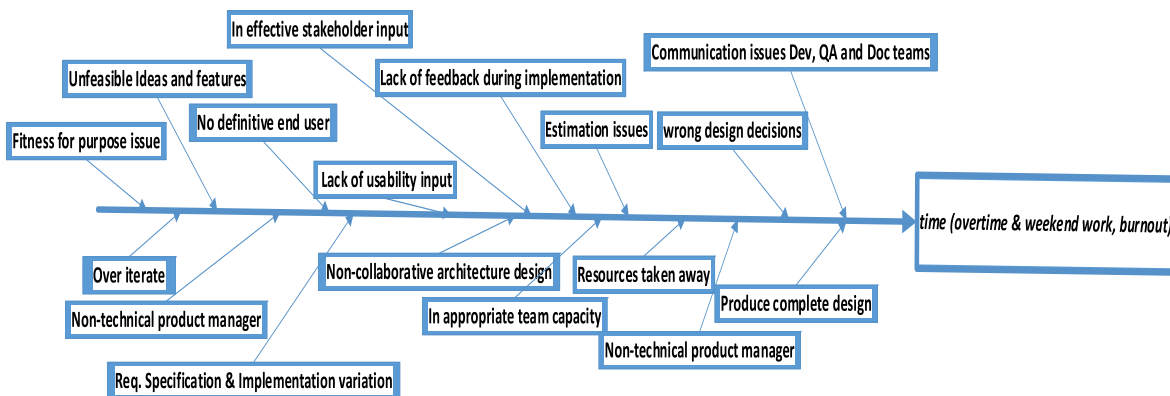 In effective stakeholder input
Communication issues Dev, QA and Doc teams
Unfeasible Ideas and features
Lack of feedback during implementation
No definitive end user
Estimation issues
wrong design decisions
Fitness for purpose issue
Lack of usability input
time (overtime & weekend work, burnout)
Over iterate
Non-collaborative architecture design
Resources taken away
Produce complete design
Non-technical product manager
In appropriate team capacity
Non-technical product manager
Req. Specification & Implementation variation